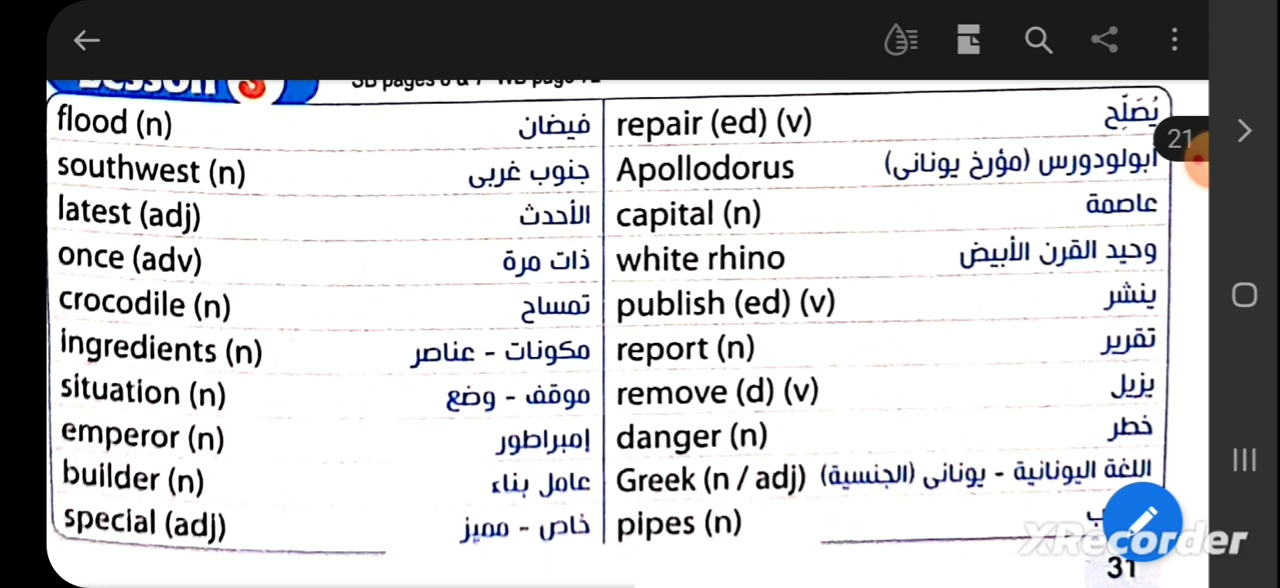 Lesson 3
flood (n) فيضان
southwest (n) جنوب غربى
latest (adj) الأحدث
once (adv) ذات مرة
crocodile (n) تمساح
ingredients (n) مكونات - عناصر
situation (n) موقف - وضع
emperor (n) إمبراطور
builder (n) عامل بناء
special (adj) خاص - مميز
repair (ed) (v) يُصَلِّح
Apollodorus أبولودورس (مؤرخ يونانى)
capital (n) عاصمة
white rhino وحيد القرن الأبيض
publish (ed) (v) ينشر
report (n) تقرير
remove (d) (v) يزيل
danger (n) خطر
Greek (n / adj) اللغة اليونانية - يونانى (الجنسية)
pipes (n)
21
31
XRecorder